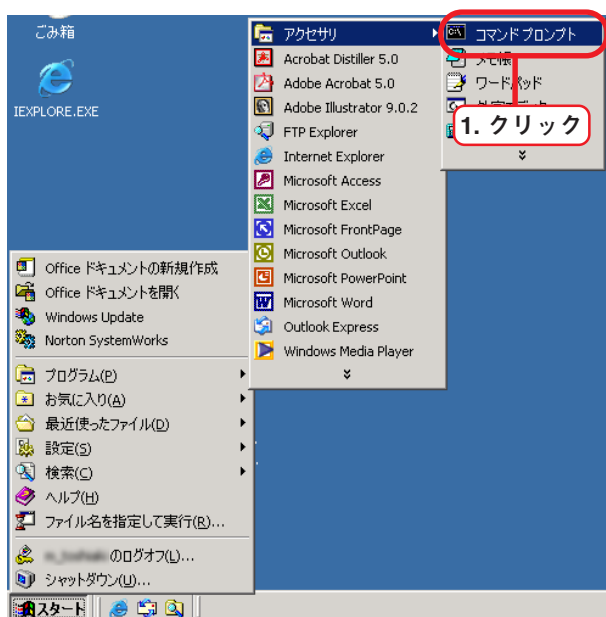 ごみ箱
IEXPLORE.EXE
アクセサリ
Acrobat Distiller 5.0
Adobe Acrobat 5.0
Adobe Illustrator 9.0.2
FTP Explorer
Internet Explorer
Microsoft Access
Microsoft Excel
Microsoft FrontPage
Microsoft Outlook
Microsoft PowerPoint
Microsoft Word
Outlook Express
Windows Media Player
コマンド プロンプト
メモ帳
ワードパッド
1. クリック
Office ドキュメントの新規作成
Office ドキュメントを開く
Windows Update
Norton SystemWorks
プログラム(P)
お気に入り(A)
最近使ったファイル(D)
設定(S)
検索(C)
ヘルプ(H)
ファイル名を指定して実行(R)...
のログオフ(L)...
シャットダウン(U)...
スタート